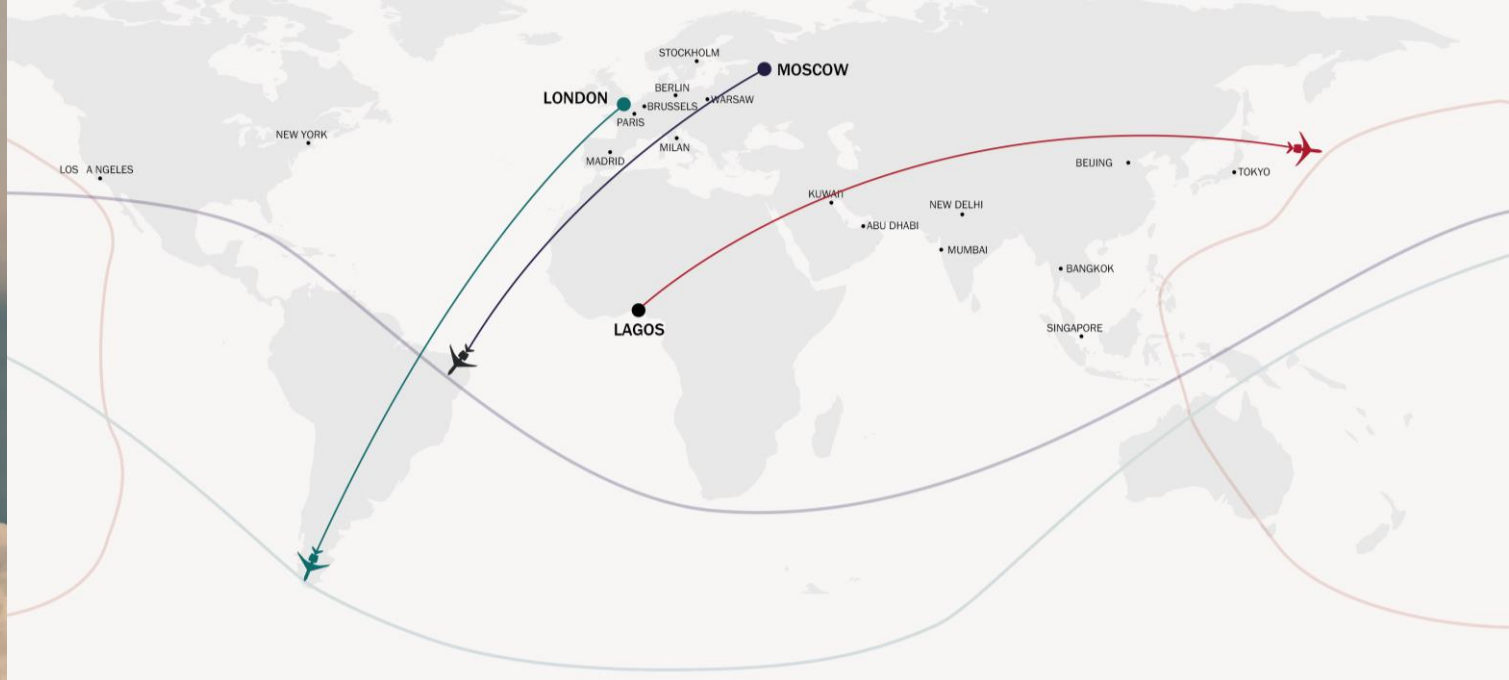 STOCKHOLM
MOSCOW
BERLIN
LONDON
BRUSSELS
WARSAW
PARIS
NEW YORK
MILAN
MADRID
LOS A NGELES
BEIJING
TOKYO
KUWAIT
NEW DELHI
ABU DHABI
MUMBAI
BANGKOK
LAGOS
SINGAPORE